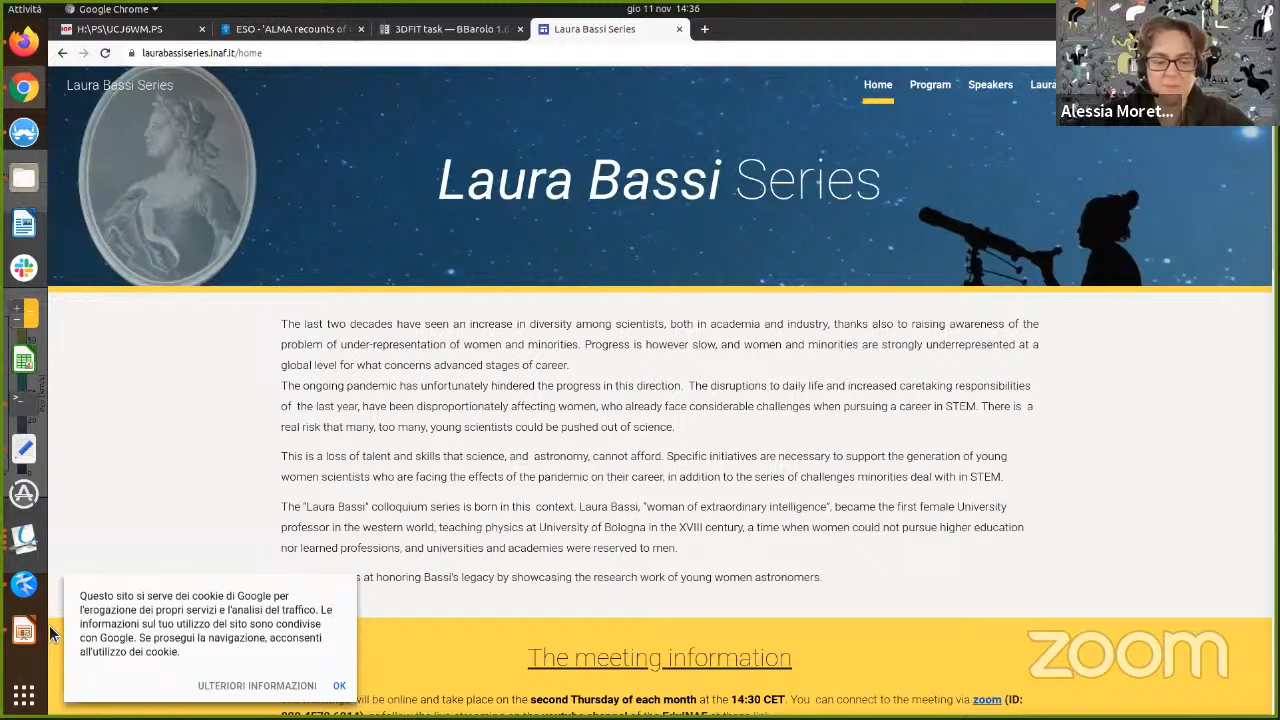 Attività
Google Chrome
gio 11 nov 14:36
H:\PS\UCJ6WM.PS
ESO - 'ALMA recounts of
3DFIT task — BBarolo 1.6
Laura Bassi Series
laurabassiseries.inaf.it/home
Laura Bassi Series
Home
Program
Speakers
Laura
Alessia Moret...
Laura Bassi Series
The last two decades have seen an increase in diversity among scientists, both in academia and industry, thanks also to raising awareness of the
problem of under-representation of women and minorities. Progress is however slow, and women and minorities are strongly underrepresented at a
global level for what concerns advanced stages of career.
The ongoing pandemic has unfortunately hindered the progress in this direction. The disruptions to daily life and increased caretaking responsibilities
of the last year, have been disproportionately affecting women, who already face considerable challenges when pursuing a career in STEM. There is a
real risk that many, too many, young scientists could be pushed out of science.
This is a loss of talent and skills that science, and astronomy, cannot afford. Specific initiatives are necessary to support the generation of young
women scientists who are facing the effects of the pandemic on their career, in addition to the series of challenges minorities deal with in STEM.
The "Laura Bassi" colloquium series is born in this context. Laura Bassi, "woman of extraordinary intelligence", became the first female University
professor in the western world, teaching physics at University of Bologna in the XVIII century, a time when women could not pursue higher education
nor learned professions, and universities and academies were reserved to men.
at honoring Bassi's legacy by showcasing the research work of young women astronomers.
Questo sito si serve dei cookie di Google per
l'erogazione dei propri servizi e l'analisi del traffico. Le
informazioni sul tuo utilizzo del sito sono condivise
con Google. Se prosegui la navigazione, acconsenti
all'utilizzo dei cookie.
ULTERIORI INFORMAZIONI OK
The meeting information
will be online and take place on the second Thursday of each month at the 14:30 CET. You can connect to the meeting via zoom (ID:
zoom